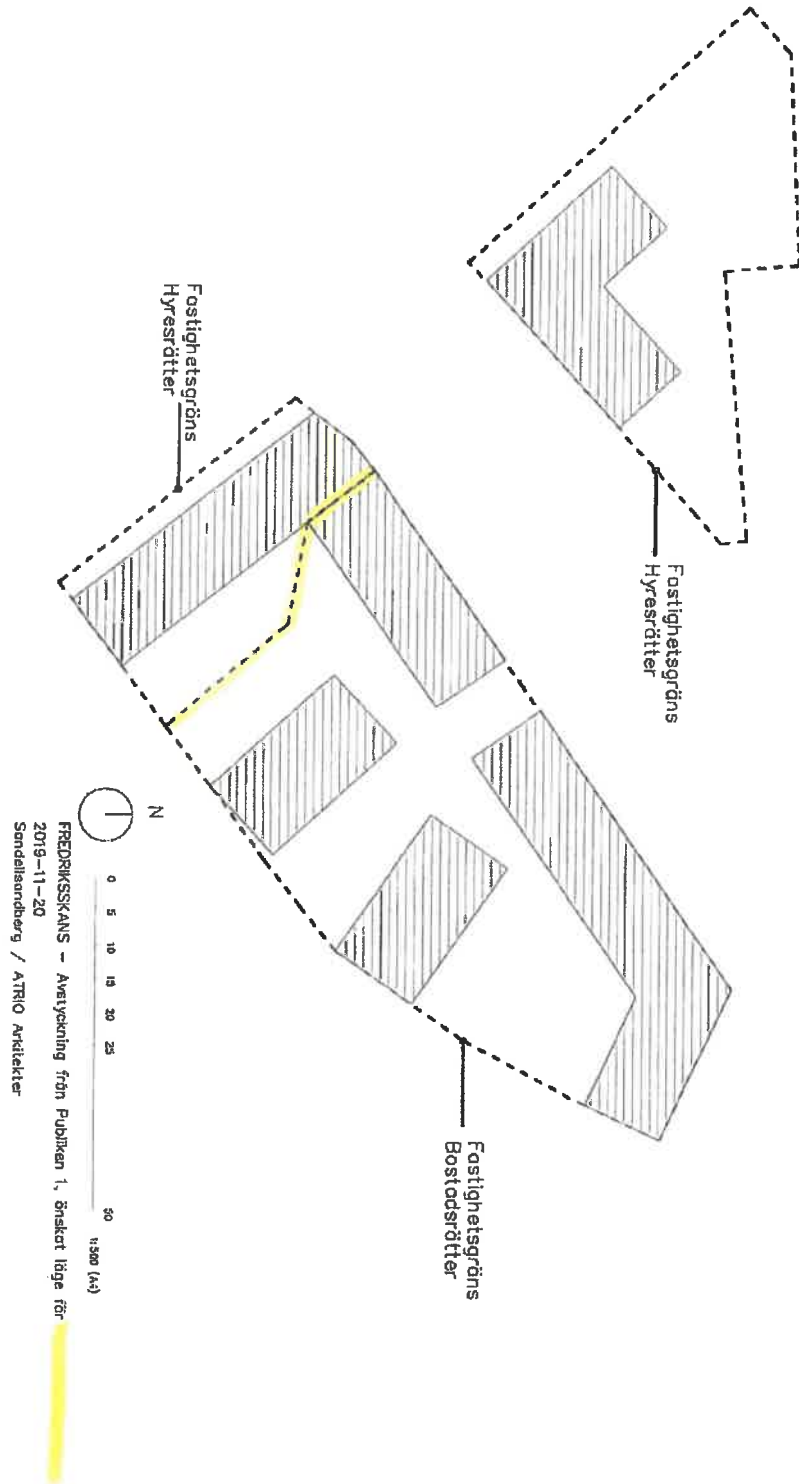 Fastighetsgräns
Hyresrätter
Fastighetsgräns
Hyresrätter
Fastighetsgräns
Bostadsrätter
N
0 5 10 15 20 25 50
1:500 (A4)
FREDRIKSSKANS - Avstyckning från Publiken 1, önskat läge för
2019-11-20
Sandellsandberg / ATRIO Arkitekter